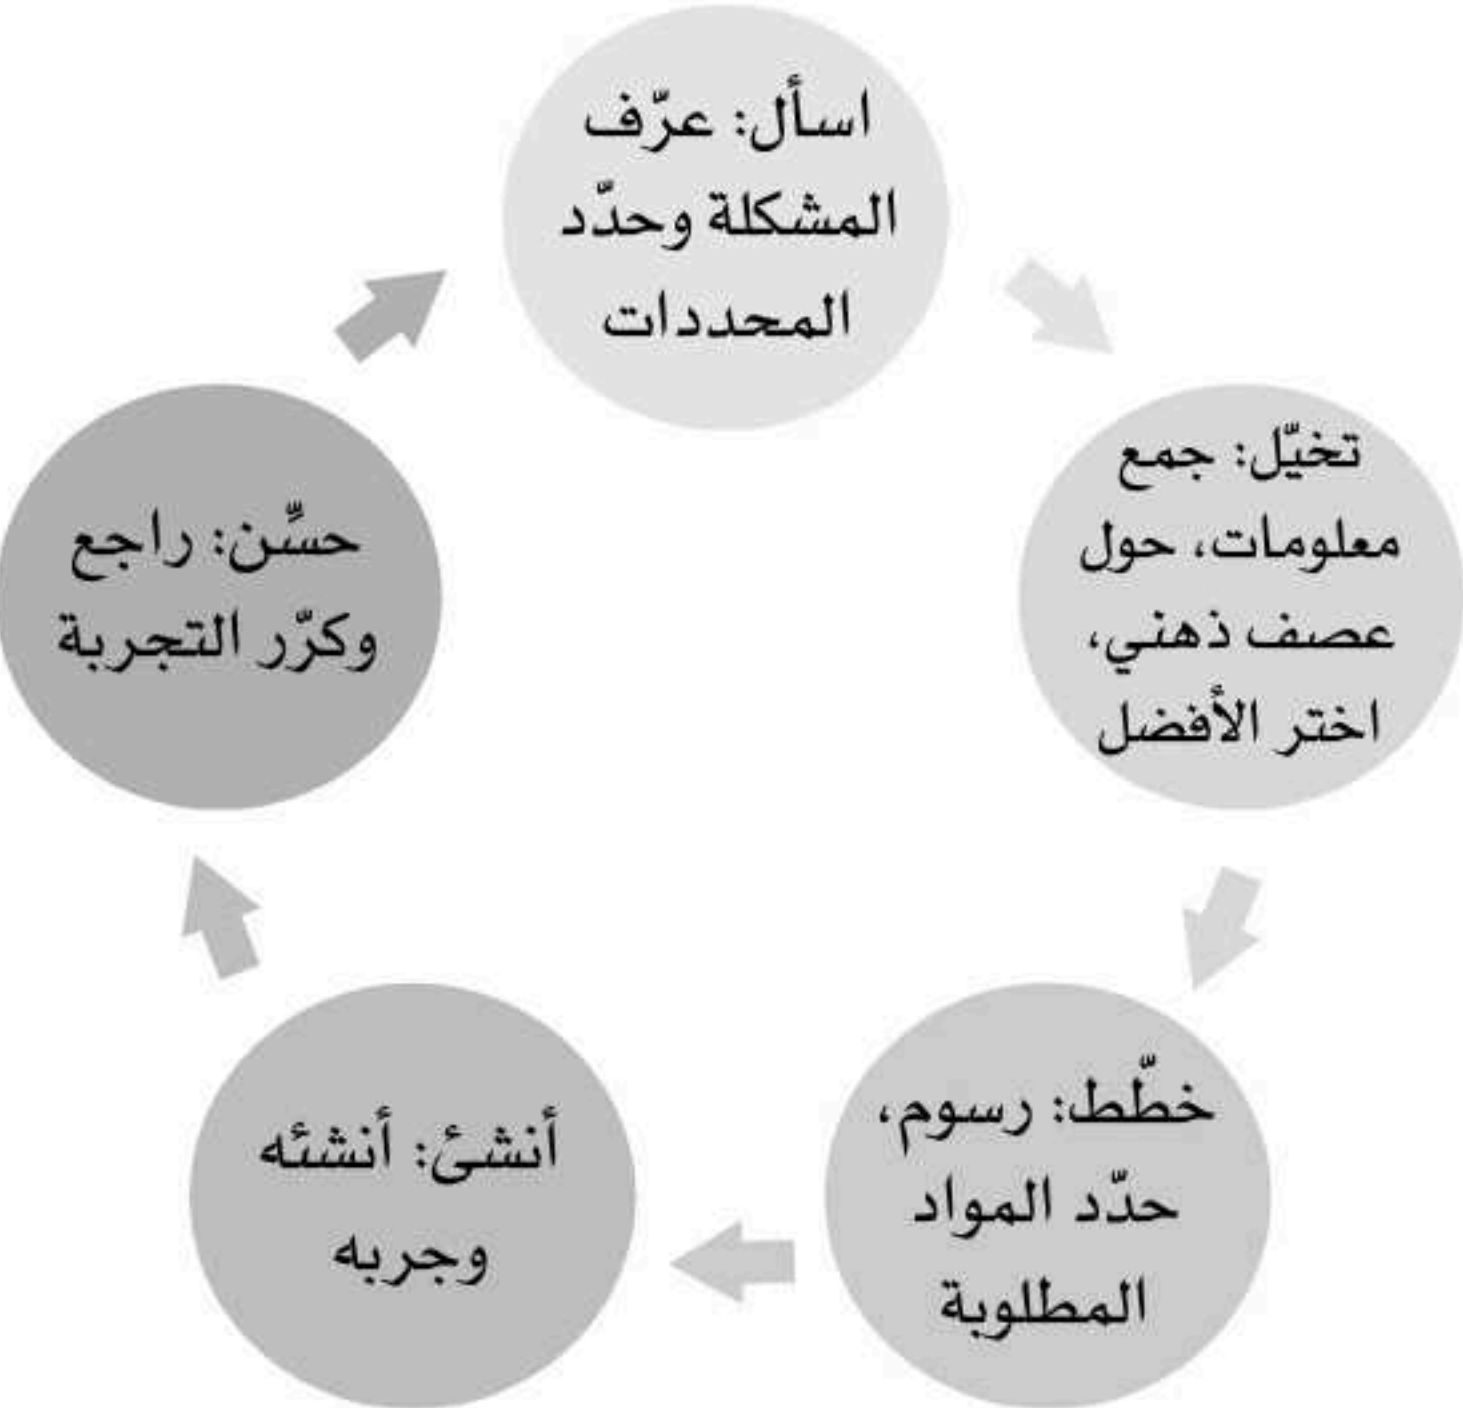 اسأل: عرّف
المشكلة وحدّد
المحددات
تخيّل: جمع
معلومات، حول
عصف ذهني،
اختر الأفضل
خطّط: رسوم،
حدّد المواد
المطلوبة
أنشئ: أنشئه
وجربه
حسِّن: راجع
وكرّر التجربة